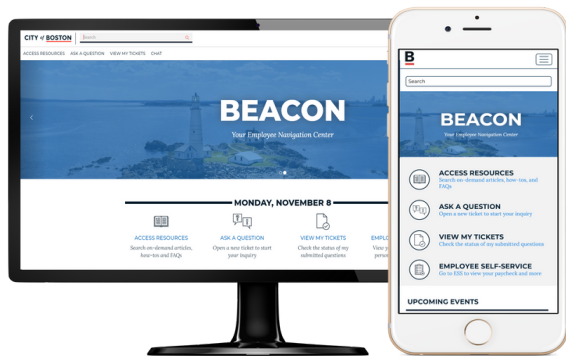 CITY of BOSTON
Search
ACCESS RESOURCES ASK A QUESTION VIEW MY TICKETS CHAT
BEACON
Your Employee Navigation Center
MONDAY, NOVEMBER 8
ACCESS RESOURCES
Search on-demand articles,
how-tos and FAQs
ASK A QUESTION
Open a new ticket to start
your inquiry
VIEW MY TICKETS
Check the status of my
submitted questions
EMPL
View y
person
B
Search
BEACON
Your Employee Navigation Center
ACCESS RESOURCES
Search on-demand articles, how-tos, and
FAQs
ASK A QUESTION
Open a new ticket to start your inquiry
VIEW MY TICKETS
Check the status of my submitted questions
EMPLOYEE SELF-SERVICE
Go to ESS to view your paycheck and more
UPCOMING EVENTS